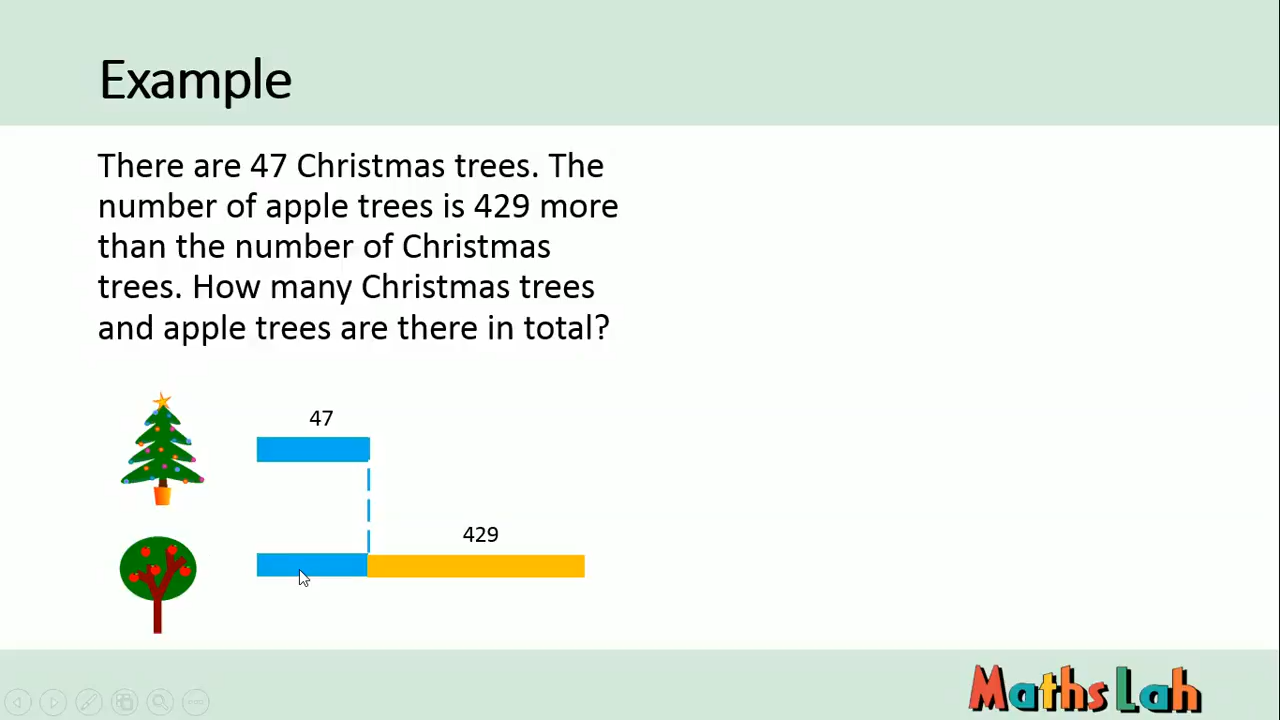 Example
There are 47 Christmas trees. The
number of apple trees is 429 more
than the number of Christmas
trees. How many Christmas trees
and apple trees are there in total?
47
429
Maths Lah